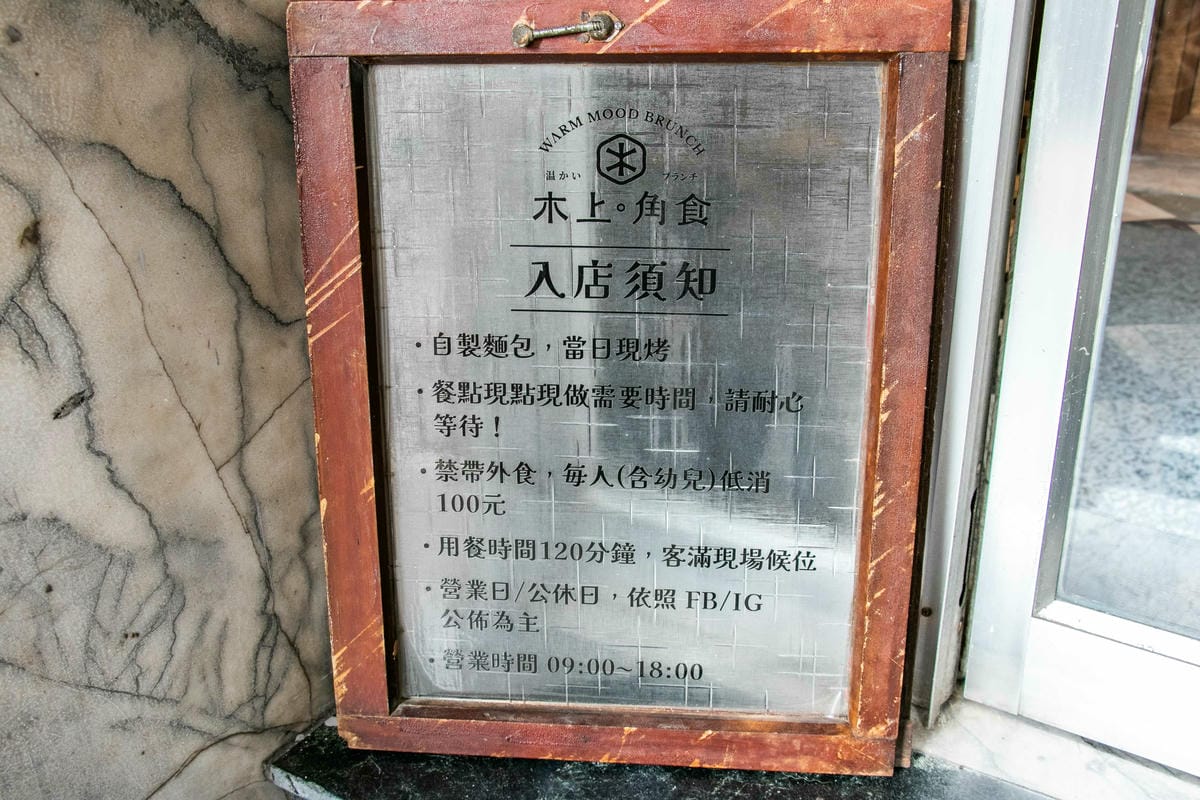 WARM MOOD BRUNCH
温かい ブランチ
木上。角食
入店須知
・自製麵包，當日現烤
・餐點現點現做需要時間，請耐心
等待！
・禁帶外食，每人(含幼兒)低消
100元
・用餐時間120分鐘，客滿現場候位
・營業日/公休日，依照 FB/IG
公佈為主
・營業時間 09:00~18:00